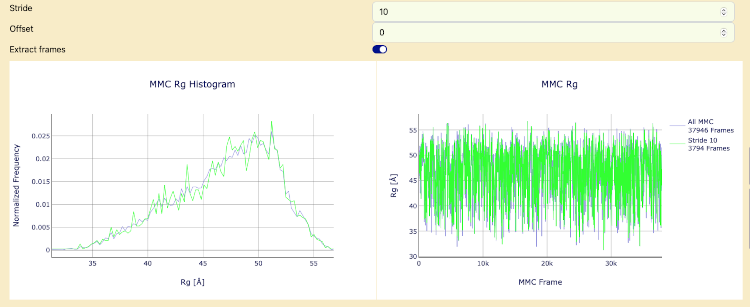 Stride
10
Offset
0
Extract frames
MMC Rg Histogram
Normalized Frequency
0.025
0.02
0.015
0.01
0.005
0
35
40
45
50
55
Rg [Å]
MMC Rg
Rg [Å]
55
50
45
40
35
30
0
10k
20k
30k
MMC Frame
All MMC
37946 Frames
Stride 10
3794 Frames